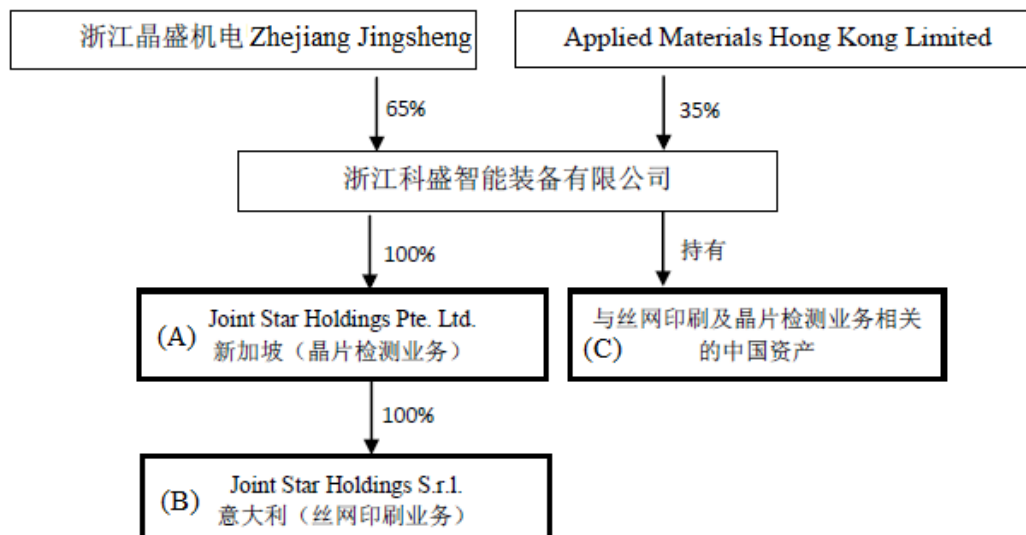 浙江晶盛机电 Zhejiang Jingsheng
Applied Materials Hong Kong Limited
65%
35%
浙江科盛智能装备有限公司
100%
持有
(A)
Joint Star Holdings Pte. Ltd.
新加坡（晶片检测业务）
与丝网印刷及晶片检测业务相关
(C)
的中国资产
100%
(B)
Joint Star Holdings S.r.l.
意大利（丝网印刷业务）